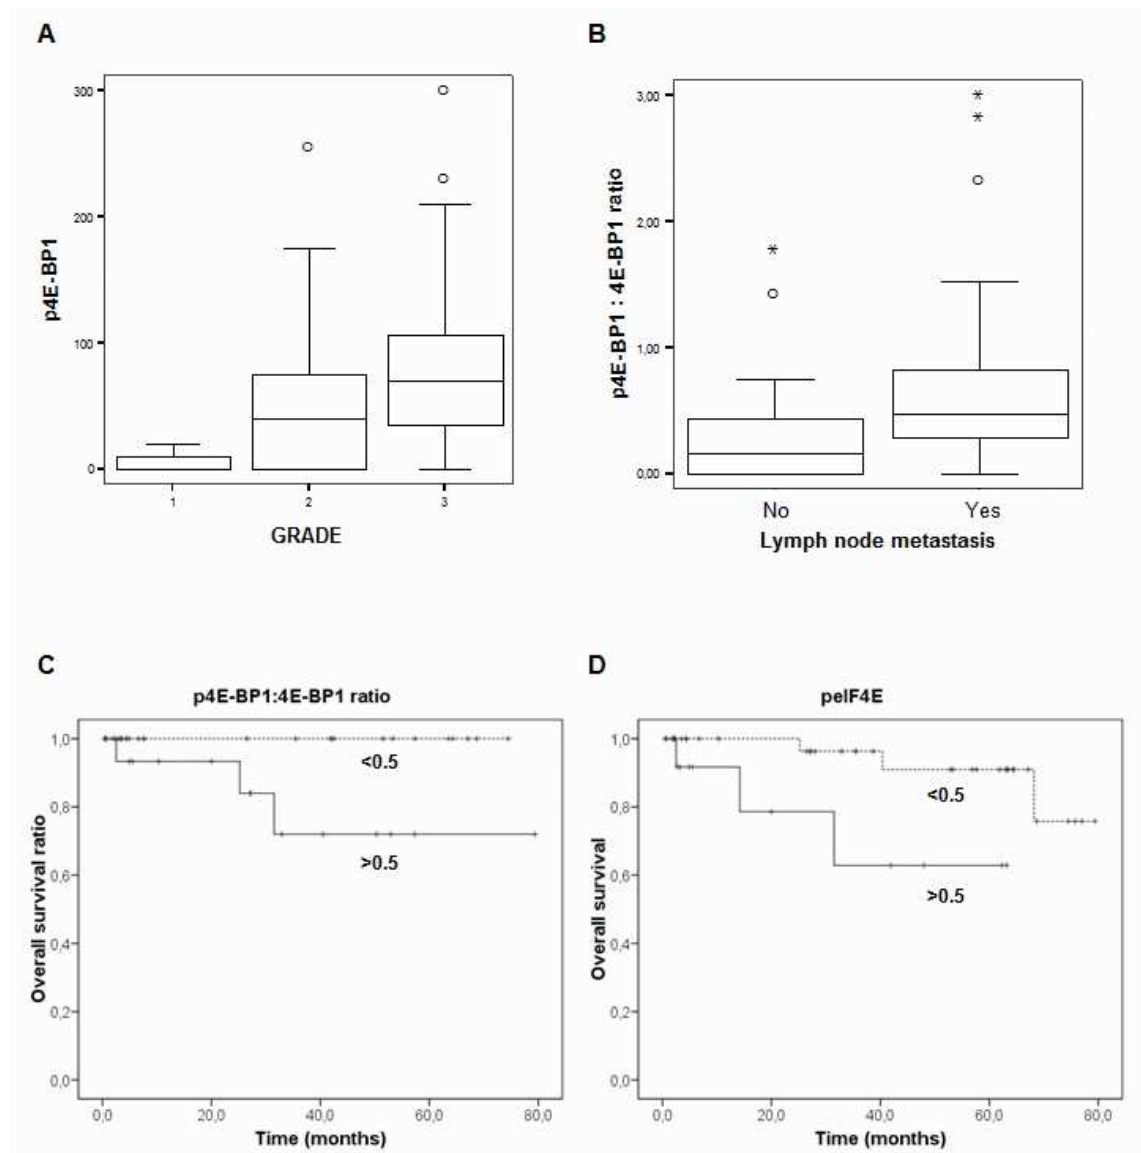 A
p4E-BP1
300
200
100
0
1 2 3
GRADE
B
p4E-BP1 : 4E-BP1 ratio
3,00
2,00
1,00
0,00
No Yes
Lymph node metastasis
C
p4E-BP1:4E-BP1 ratio
Overall survival ratio
1,0
0,8
0,6
0,4
0,2
0,0
<0.5
>0.5
0,0 20,0 40,0 60,0 80,0
Time (months)
D
peIF4E
Overall survival
1,0
0,8
0,6
0,4
0,2
0,0
<0.5
>0.5
0,0 20,0 40,0 60,0 80,0
Time (months)